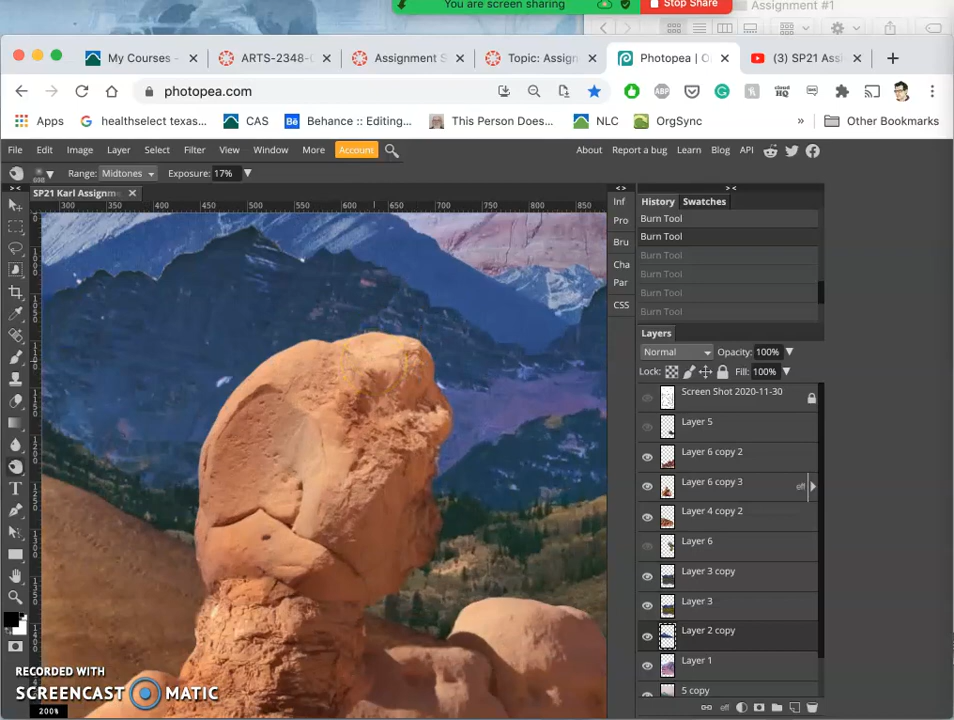 You are screen sharing
Stop Share
Assignment #1
My Courses -
ARTS-2348-0
Assignment S
Topic: Assign
Photopea | O
(3) SP21 Assi
photopea.com
Apps
healthselect texas...
CAS
Behance :: Editing...
This Person Does...
NLC
OrgSync
»
Other Bookmarks
File Edit Image Layer Select Filter View Window More Account
About Report a bug Learn Blog API
Range: Midtones Exposure: 17%
SP21 Karl Assignm
300 350 400 450 500 550 600 650 700 750 800 850
Inf
Pro
Bru
Cha
Par
CSS
History Swatches
Burn Tool
Burn Tool
Burn Tool
Burn Tool
Burn Tool
Burn Tool
Layers
Normal Opacity: 100%
Lock: Fill: 100%
Screen Shot 2020-11-30
Layer 5
Layer 6 copy 2
Layer 6 copy 3
eff
Layer 4 copy 2
Layer 6
Layer 3 copy
Layer 3
Layer 2 copy
Layer 1
5 copy
eff
RECORDED WITH
SCREENCAST MATIC
200%